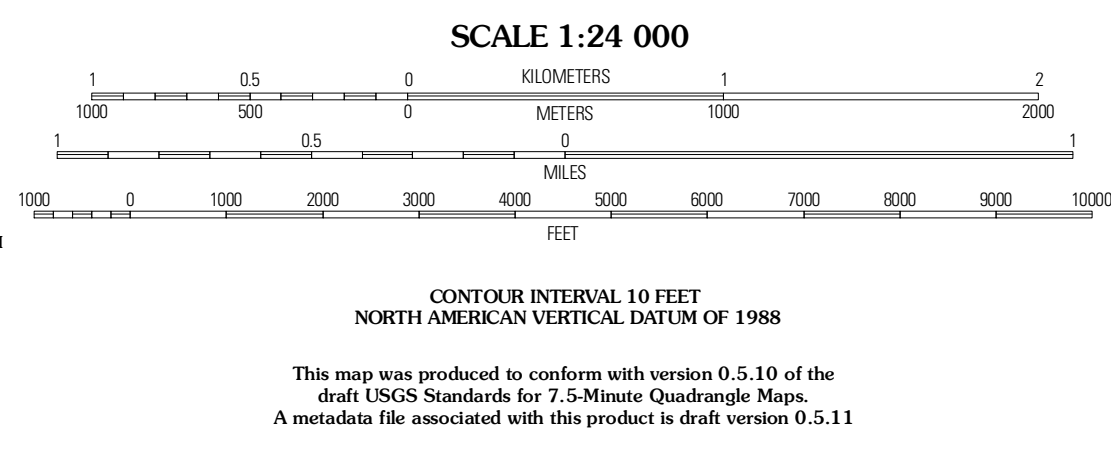 SCALE 1:24 000
1 0.5 0 KILOMETERS 1 2
1000 500 0 METERS 1000 2000
1 0.5 0 1
MILES
1000 0 1000 2000 3000 4000 5000 6000 7000 8000 9000 10000
FEET
CONTOUR INTERVAL 10 FEET
NORTH AMERICAN VERTICAL DATUM OF 1988
This map was produced to conform with version 0.5.10 of the
draft USGS Standards for 7.5-Minute Quadrangle Maps.
A metadata file associated with this product is draft version 0.5.11